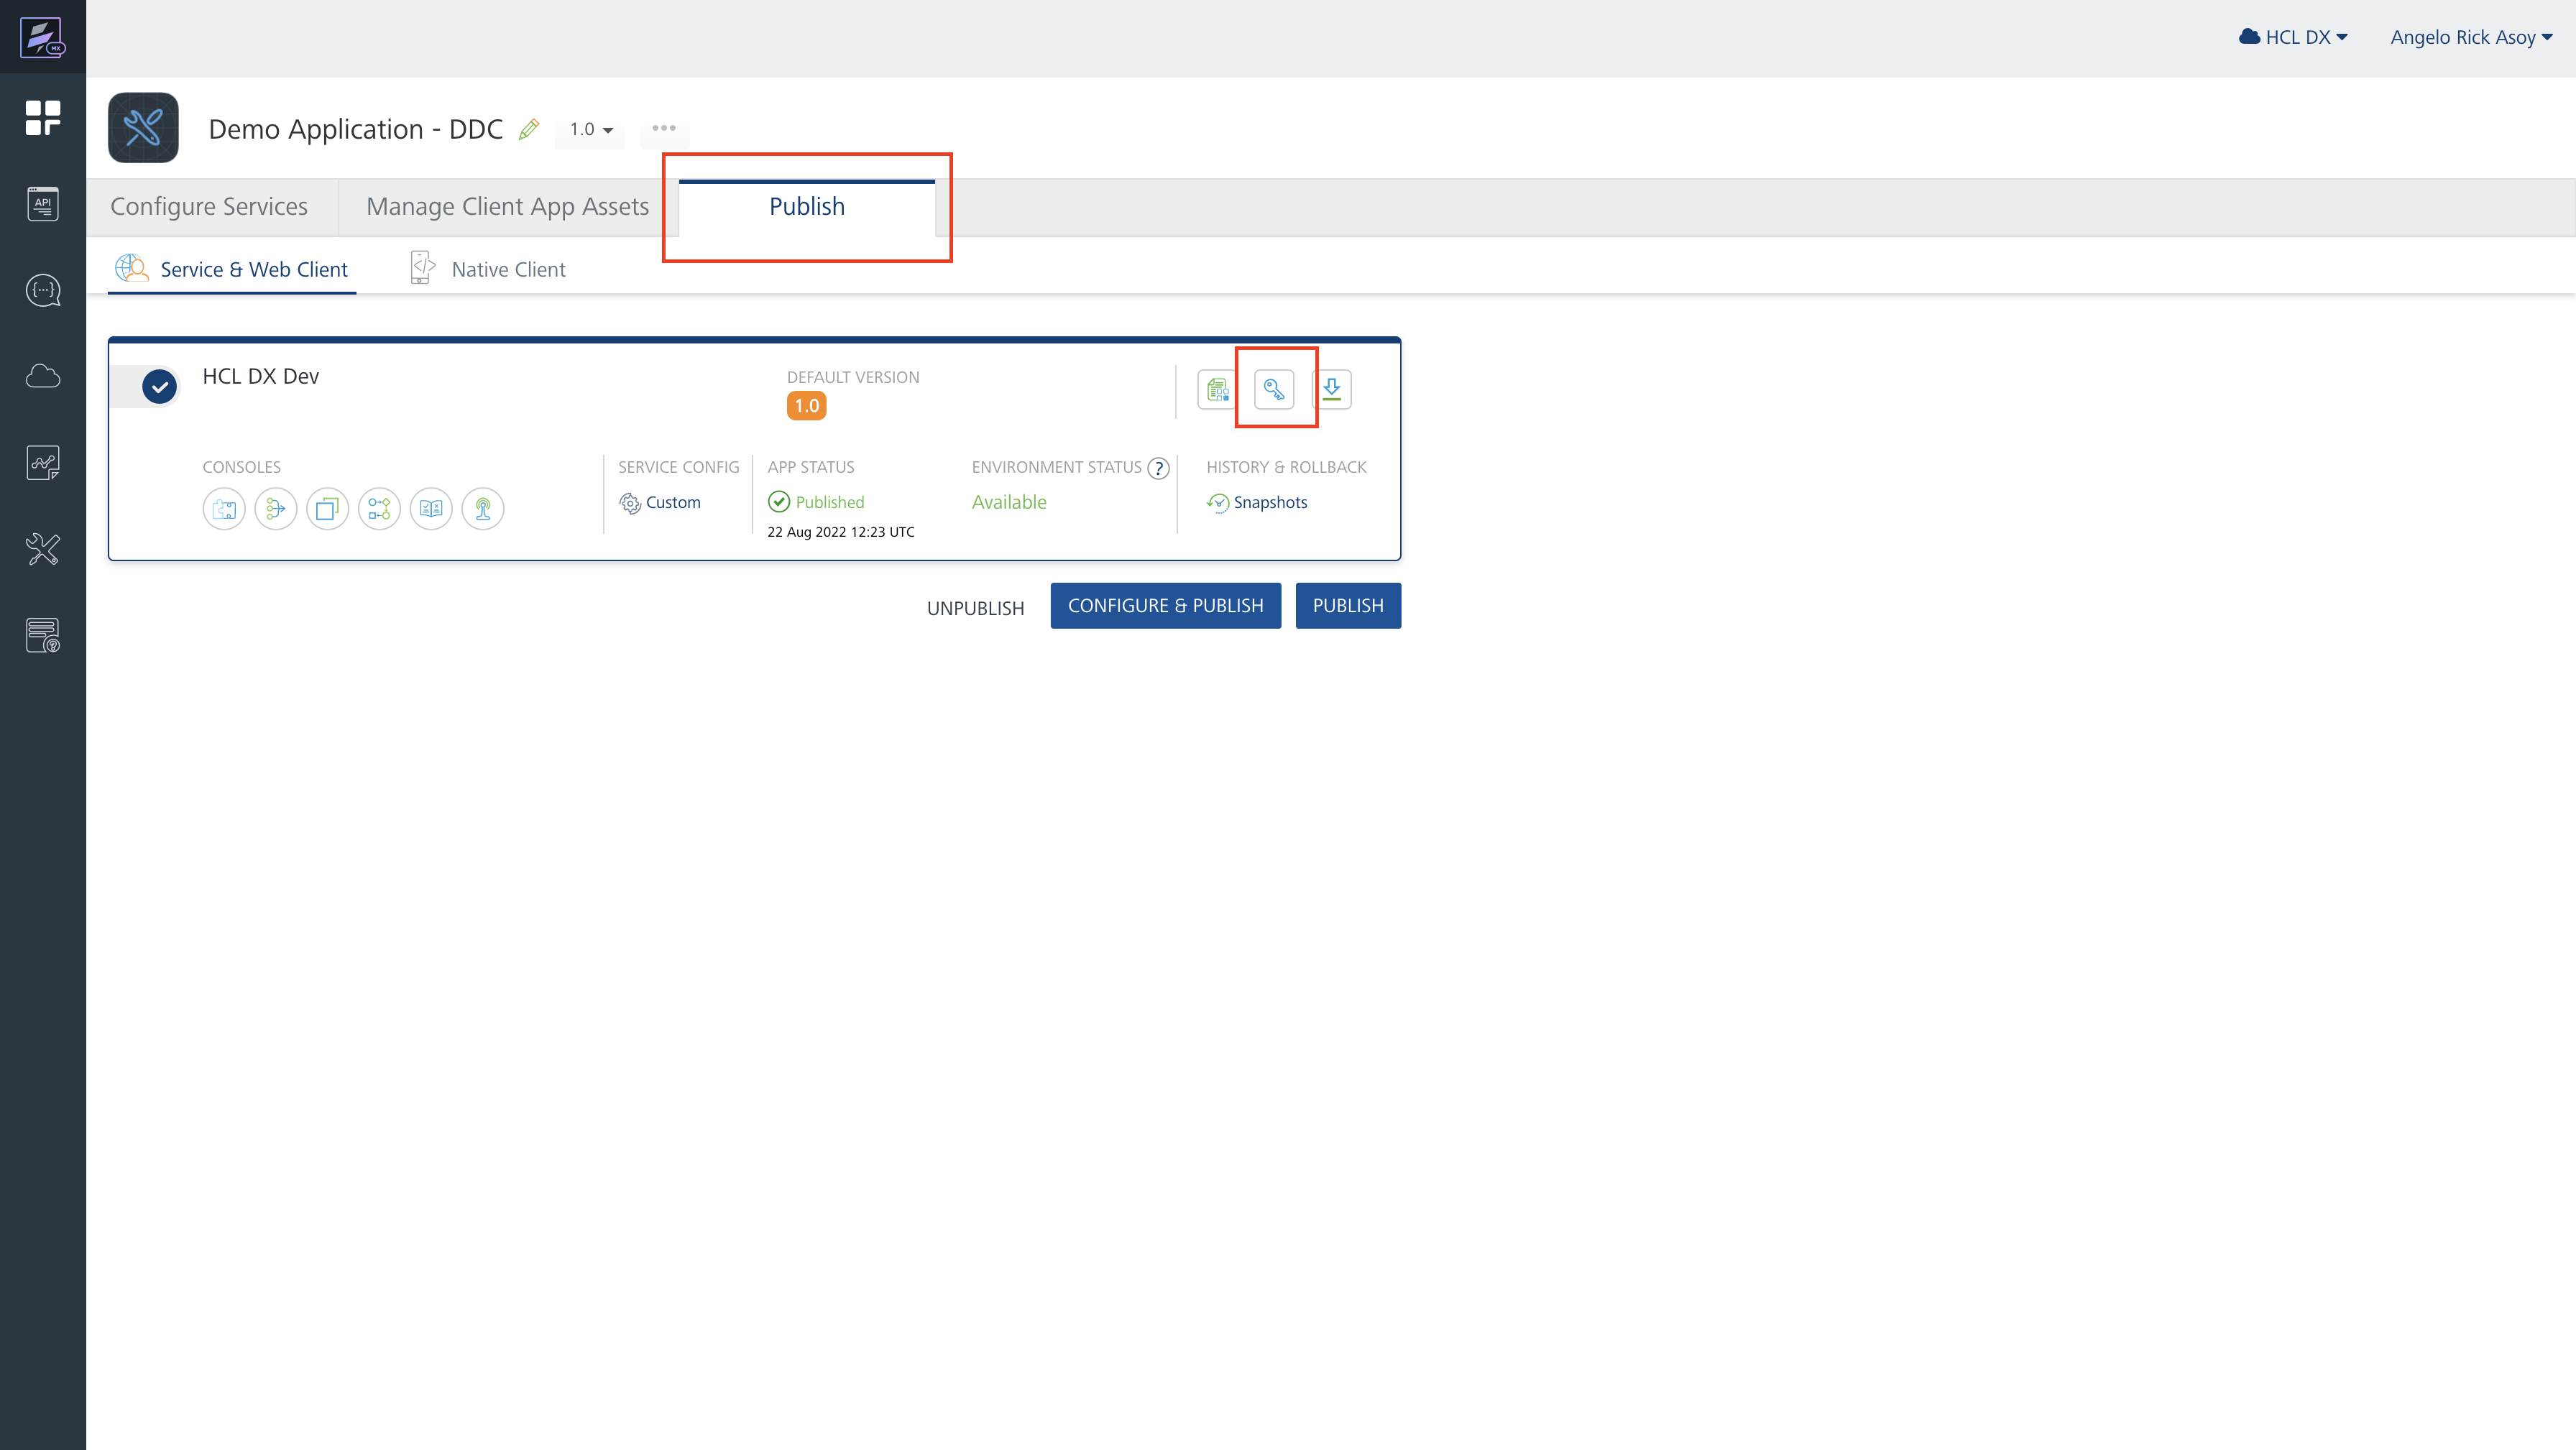 MX
HCL DX
Angelo Rick Asoy
Demo Application - DDC
1.0
API
Configure Services
Manage Client App Assets
Publish
Service & Web Client
Native Client
HCL DX Dev
DEFAULT VERSION
1.0
CONSOLES
SERVICE CONFIG
APP STATUS
ENVIRONMENT STATUS ?
HISTORY & ROLLBACK
Custom
Published
Available
Snapshots
22 Aug 2022 12:23 UTC
UNPUBLISH
CONFIGURE & PUBLISH
PUBLISH